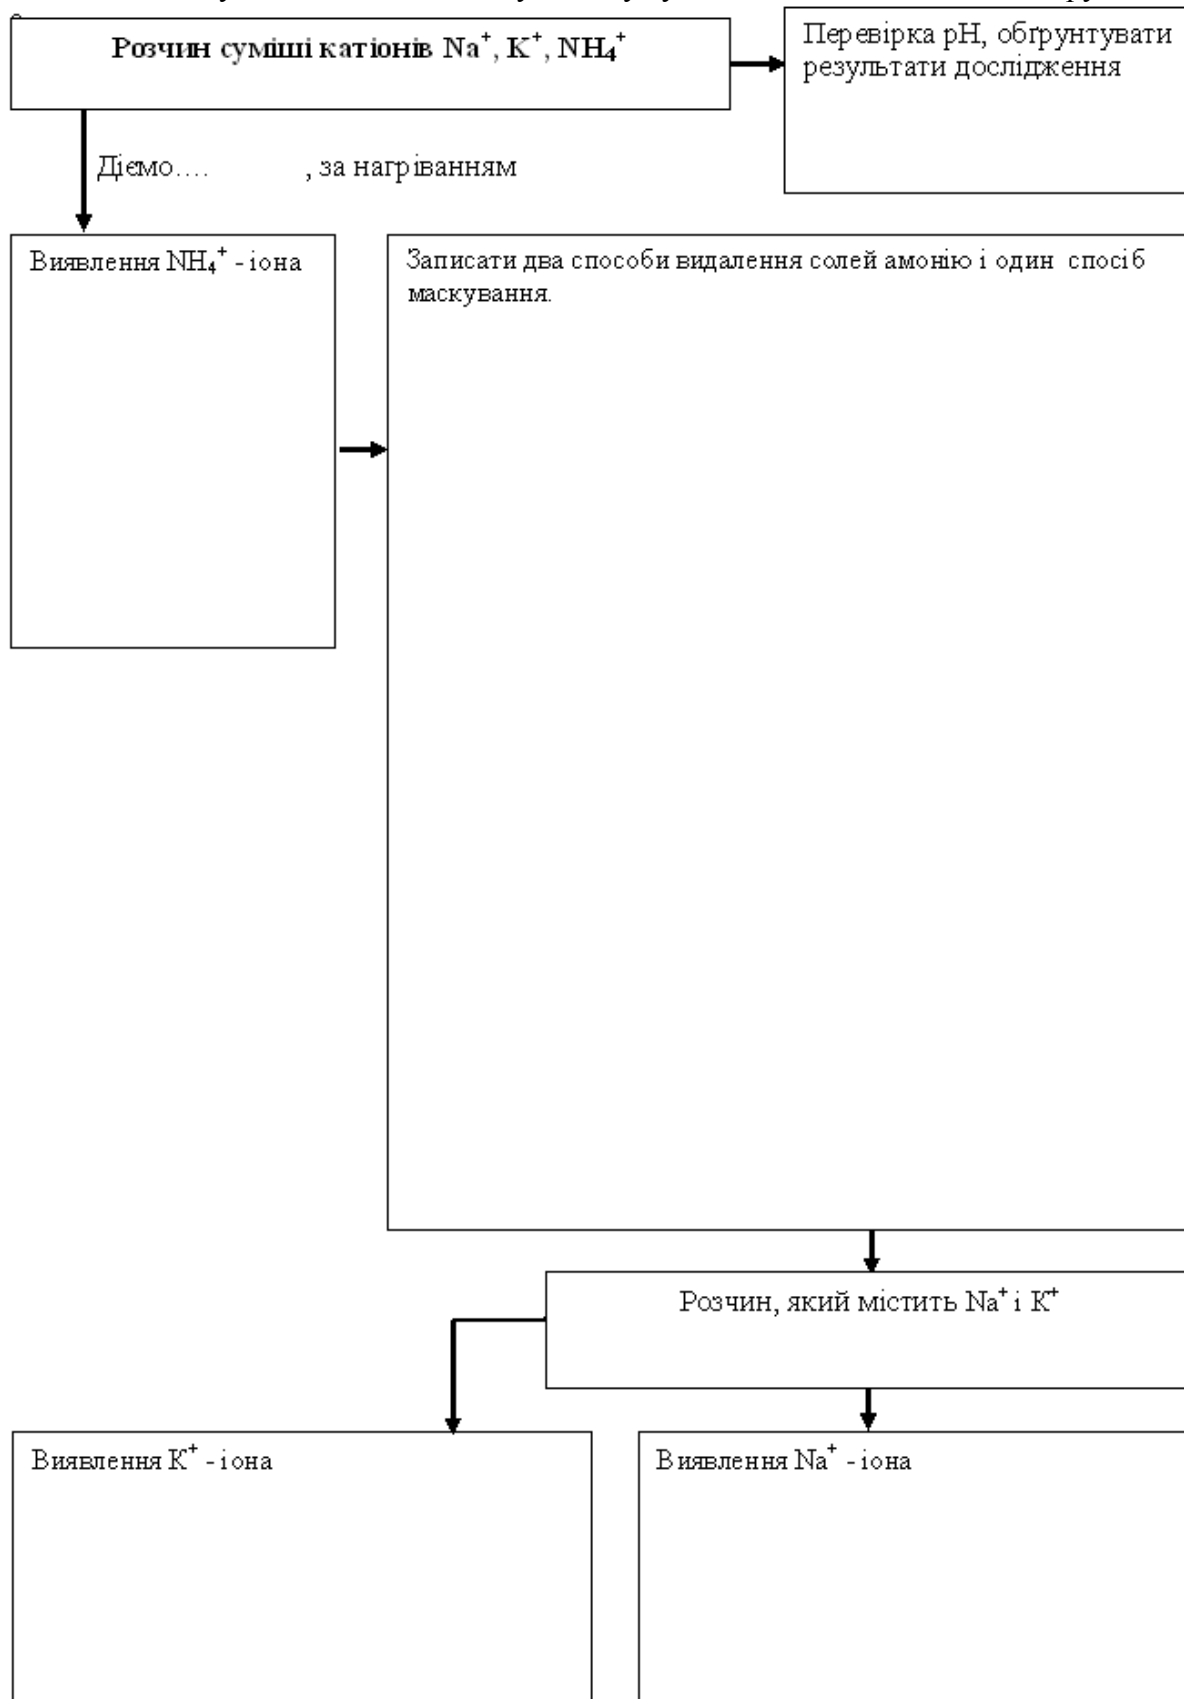 Розчин суміші катіонів Na⁺, K⁺, NH₄⁺
Перевірка pH, обґрунтувати
результати дослідження
Діємо.... , за нагріванням
Виявлення NH₄⁺ - іона
Записати два способи видалення солей амонію і один спосіб
маскування.
Розчин, який містить Na⁺ і K⁺
Виявлення K⁺ - іона
Виявлення Na⁺ - іона